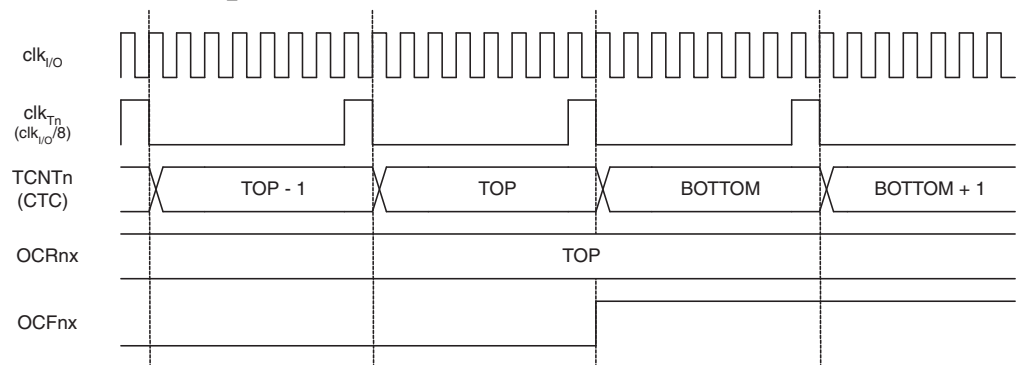 clkI/O
clkTn
(clkI/O/8)
TCNTn
(CTC)
TOP - 1
TOP
BOTTOM
BOTTOM + 1
OCRnx
TOP
OCFnx